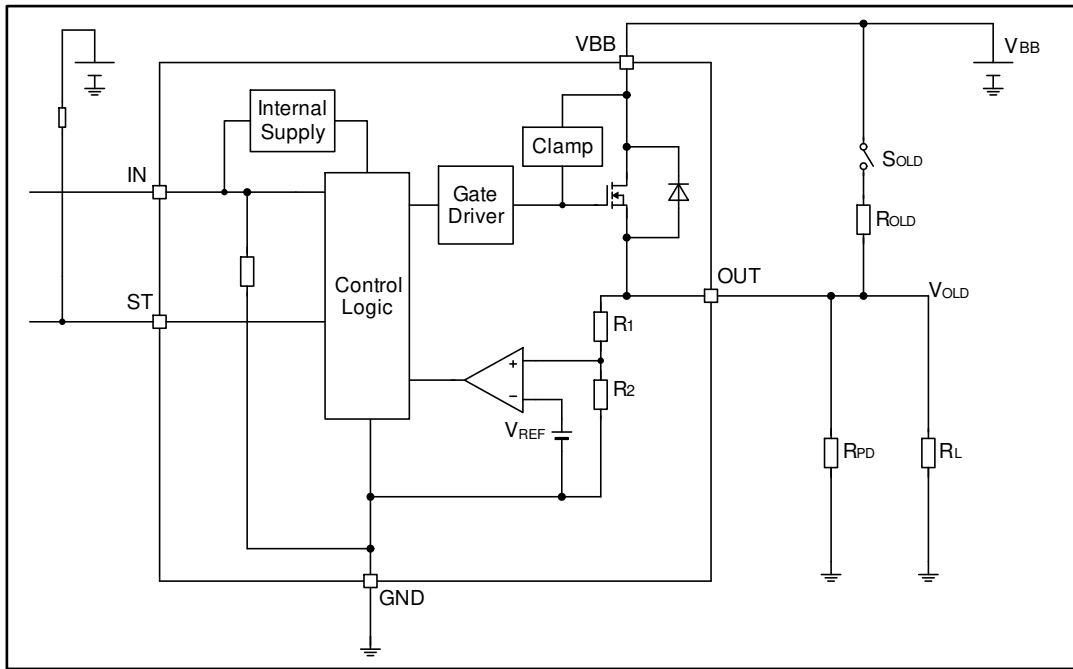 VBB
VBB
Internal
Supply
Clamp
SOLD
IN
Gate
Driver
ROLD
Control
Logic
OUT
VOLD
ST
R1
+
R2
−
VREF
RPD
RL
GND